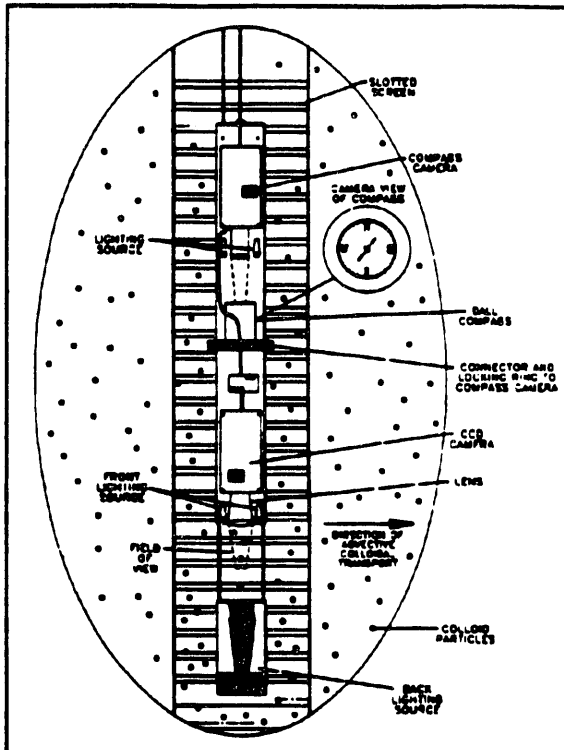 SLOTTED
SCREEN
COMPASS
CAMERA
CAMERA VIEW
OF COMPASS
LIGHTING
SOURCE
BALL
COMPASS
CONNECTOR AND
LOCKING RING TO
COMPASS CAMERA
CCD
CAMERA
LENS
FRONT
LIGHTING
SOURCE
FIELD
OF
VIEW
DIRECTION OF
ADVECTIVE
COLLOIDAL
TRANSPORT
COLLOID
PARTICLES
BACK
LIGHTING
SOURCE